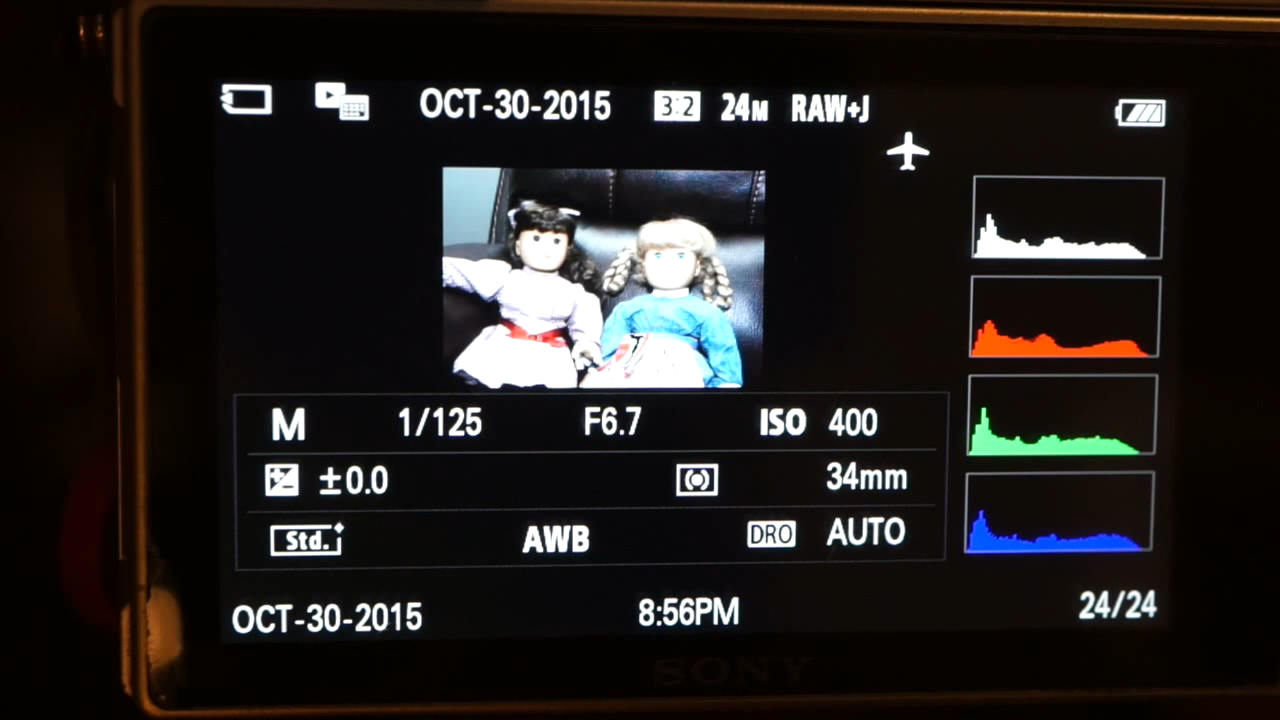 OCT-30-2015 3:2 24M RAW+J
M 1/125 F6.7 ISO 400
±0.0 34mm
Std. AWB DRO AUTO
OCT-30-2015 8:56PM 24/24
SONY